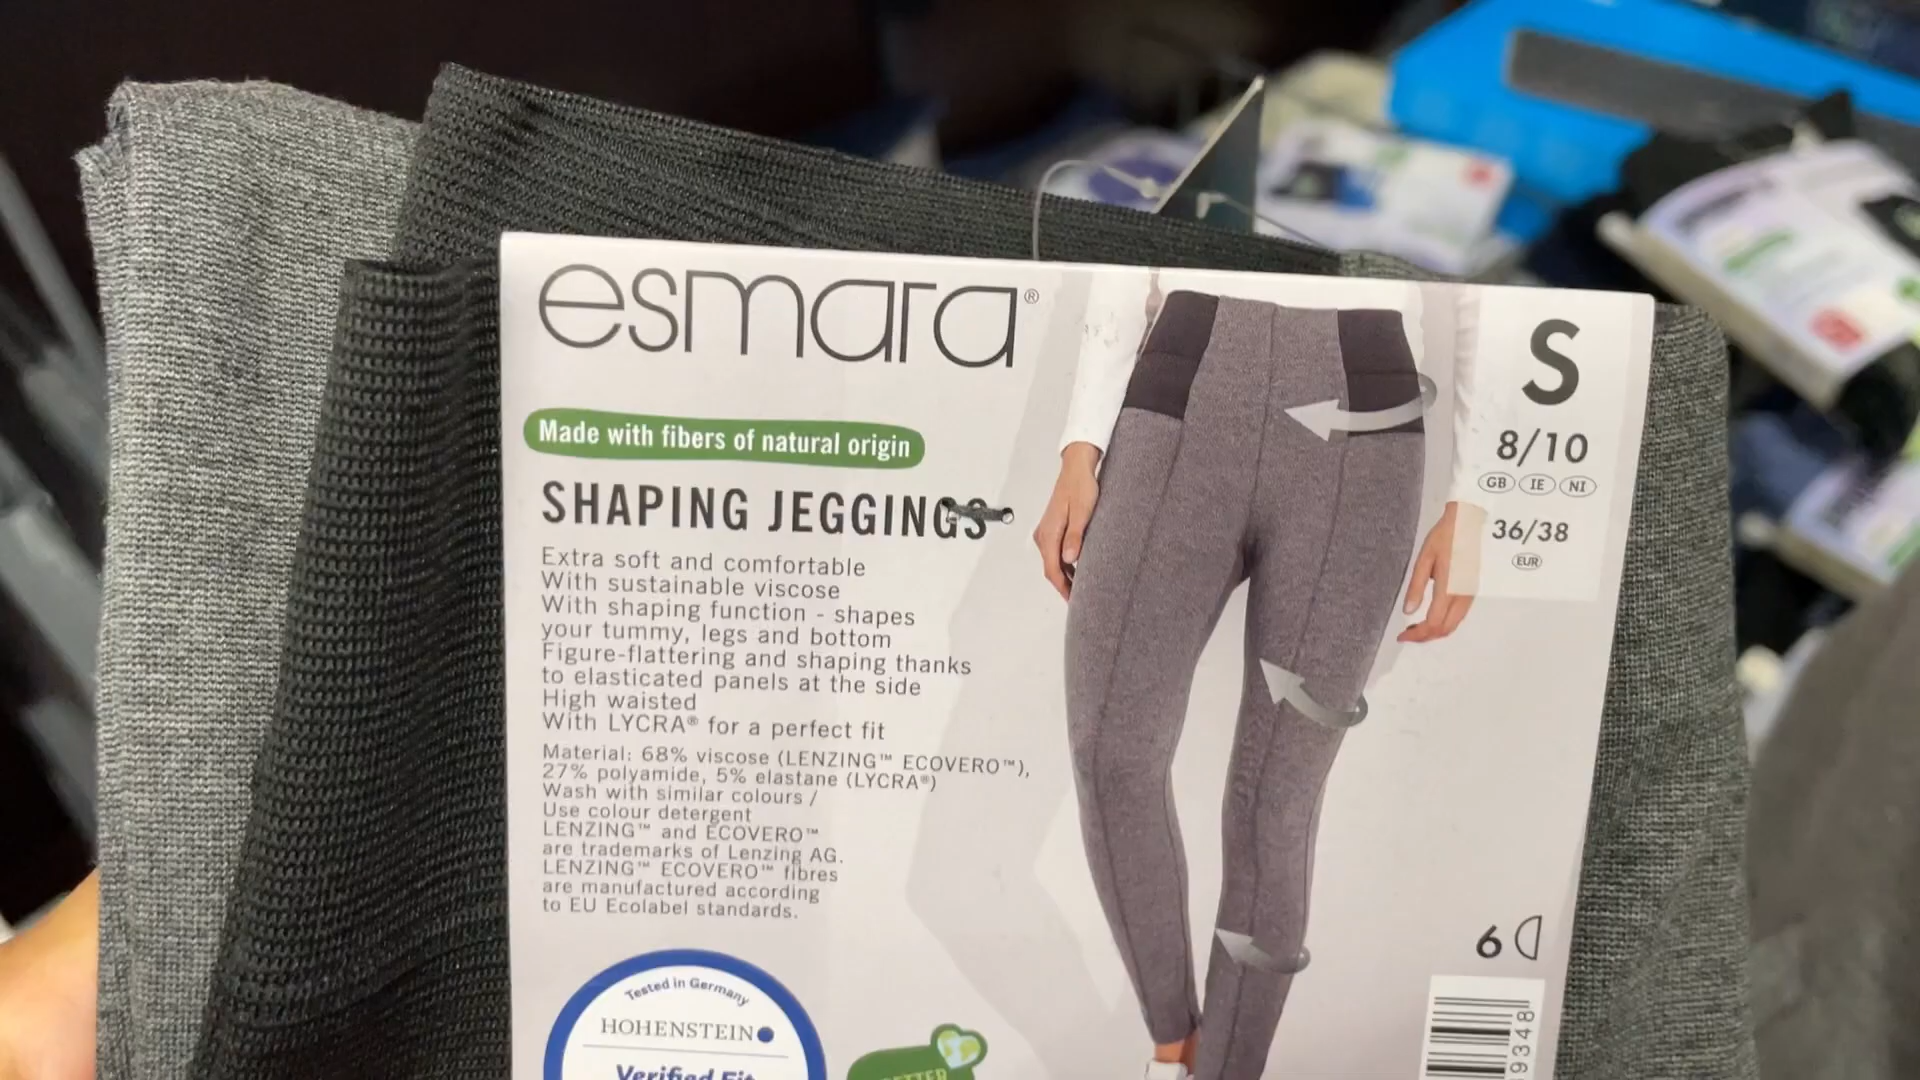 esmara®
Made with fibers of natural origin
SHAPING JEGGINGS
Extra soft and comfortable
With sustainable viscose
With shaping function - shapes
your tummy, legs and bottom
Figure-flattering and shaping thanks
to elasticated panels at the side
High waisted
With LYCRA® for a perfect fit
Material: 68% viscose (LENZING™ ECOVERO™),
27% polyamide, 5% elastane (LYCRA®)
Wash with similar colours /
Use colour detergent
LENZING™ and ECOVERO™
are trademarks of Lenzing AG.
LENZING™ ECOVERO™ fibres
are manufactured according
to EU Ecolabel standards.
Tested in Germany
HOHENSTEIN
Verified Fit
S
8/10
GB IE NI
36/38
EUR
6
9348